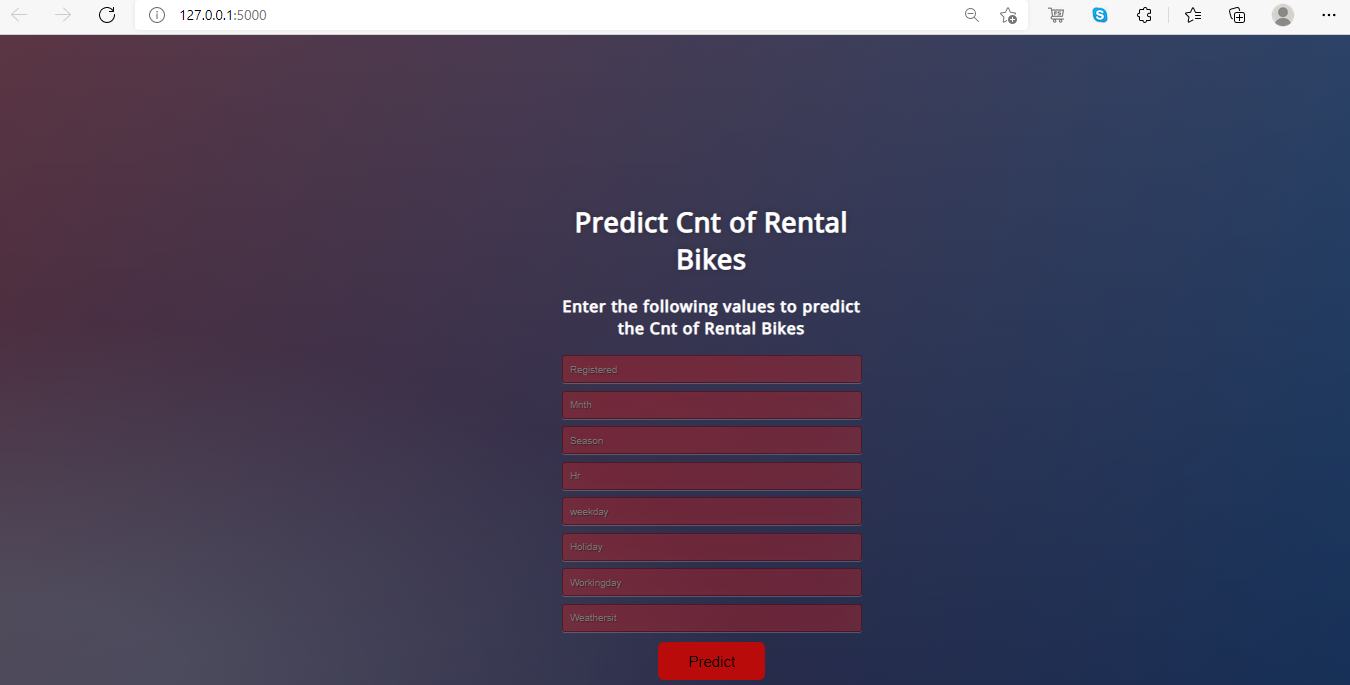 127.0.0.1:5000
Predict Cnt of Rental
Bikes
Enter the following values to predict
the Cnt of Rental Bikes
Registered
Mnth
Season
Hr
weekday
Holiday
Workingday
Weathersit
Predict